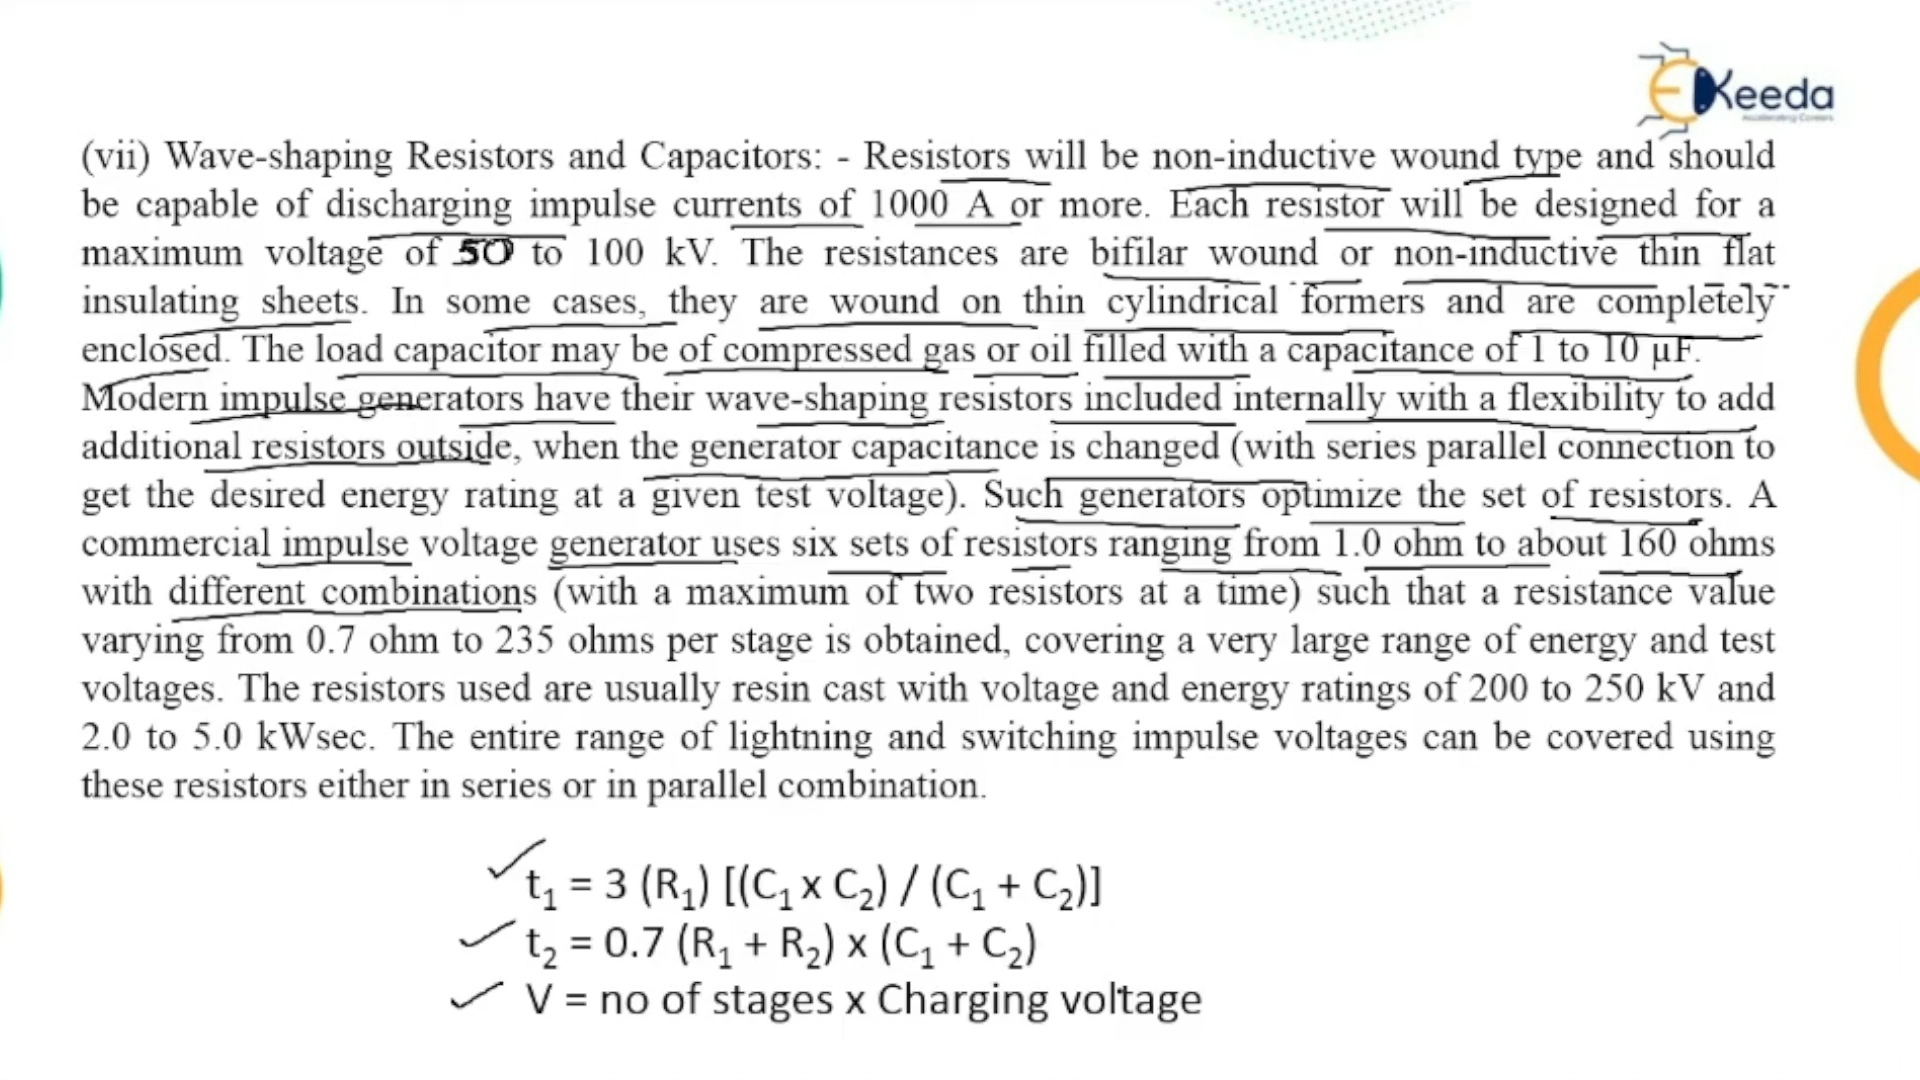 Keeda
(vii) Wave-shaping Resistors and Capacitors: - Resistors will be non-inductive wound type and should
be capable of discharging impulse currents of 1000 A or more. Each resistor will be designed for a
maximum voltage of 50 to 100 kV. The resistances are bifilar wound or non-inductive thin flat
insulating sheets. In some cases, they are wound on thin cylindrical formers and are completely
enclosed. The load capacitor may be of compressed gas or oil filled with a capacitance of 1 to 10 µF.
Modern impulse generators have their wave-shaping resistors included internally with a flexibility to add
additional resistors outside, when the generator capacitance is changed (with series parallel connection to
get the desired energy rating at a given test voltage). Such generators optimize the set of resistors. A
commercial impulse voltage generator uses six sets of resistors ranging from 1.0 ohm to about 160 ohms
with different combinations (with a maximum of two resistors at a time) such that a resistance value
varying from 0.7 ohm to 235 ohms per stage is obtained, covering a very large range of energy and test
voltages. The resistors used are usually resin cast with voltage and energy ratings of 200 to 250 kV and
2.0 to 5.0 kWsec. The entire range of lightning and switching impulse voltages can be covered using
these resistors either in series or in parallel combination.
t₁ = 3 (R₁) [(C₁ x C₂) / (C₁ + C₂)]
t₂ = 0.7 (R₁ + R₂) x (C₁ + C₂)
V = no of stages x Charging voltage